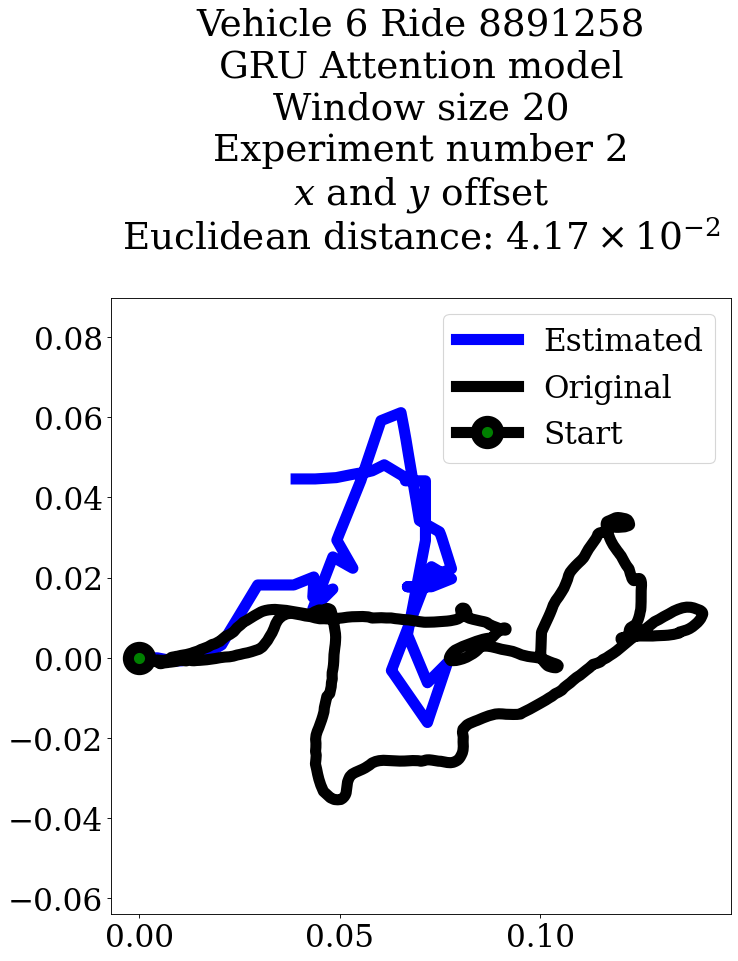 Vehicle 6 Ride 8891258
GRU Attention model
Window size 20
Experiment number 2
x and y offset
Euclidean distance: 4.17 × 10⁻²
Estimated
Original
Start
0.08
0.06
0.04
0.02
0.00
−0.02
−0.04
−0.06
0.00 0.05 0.10